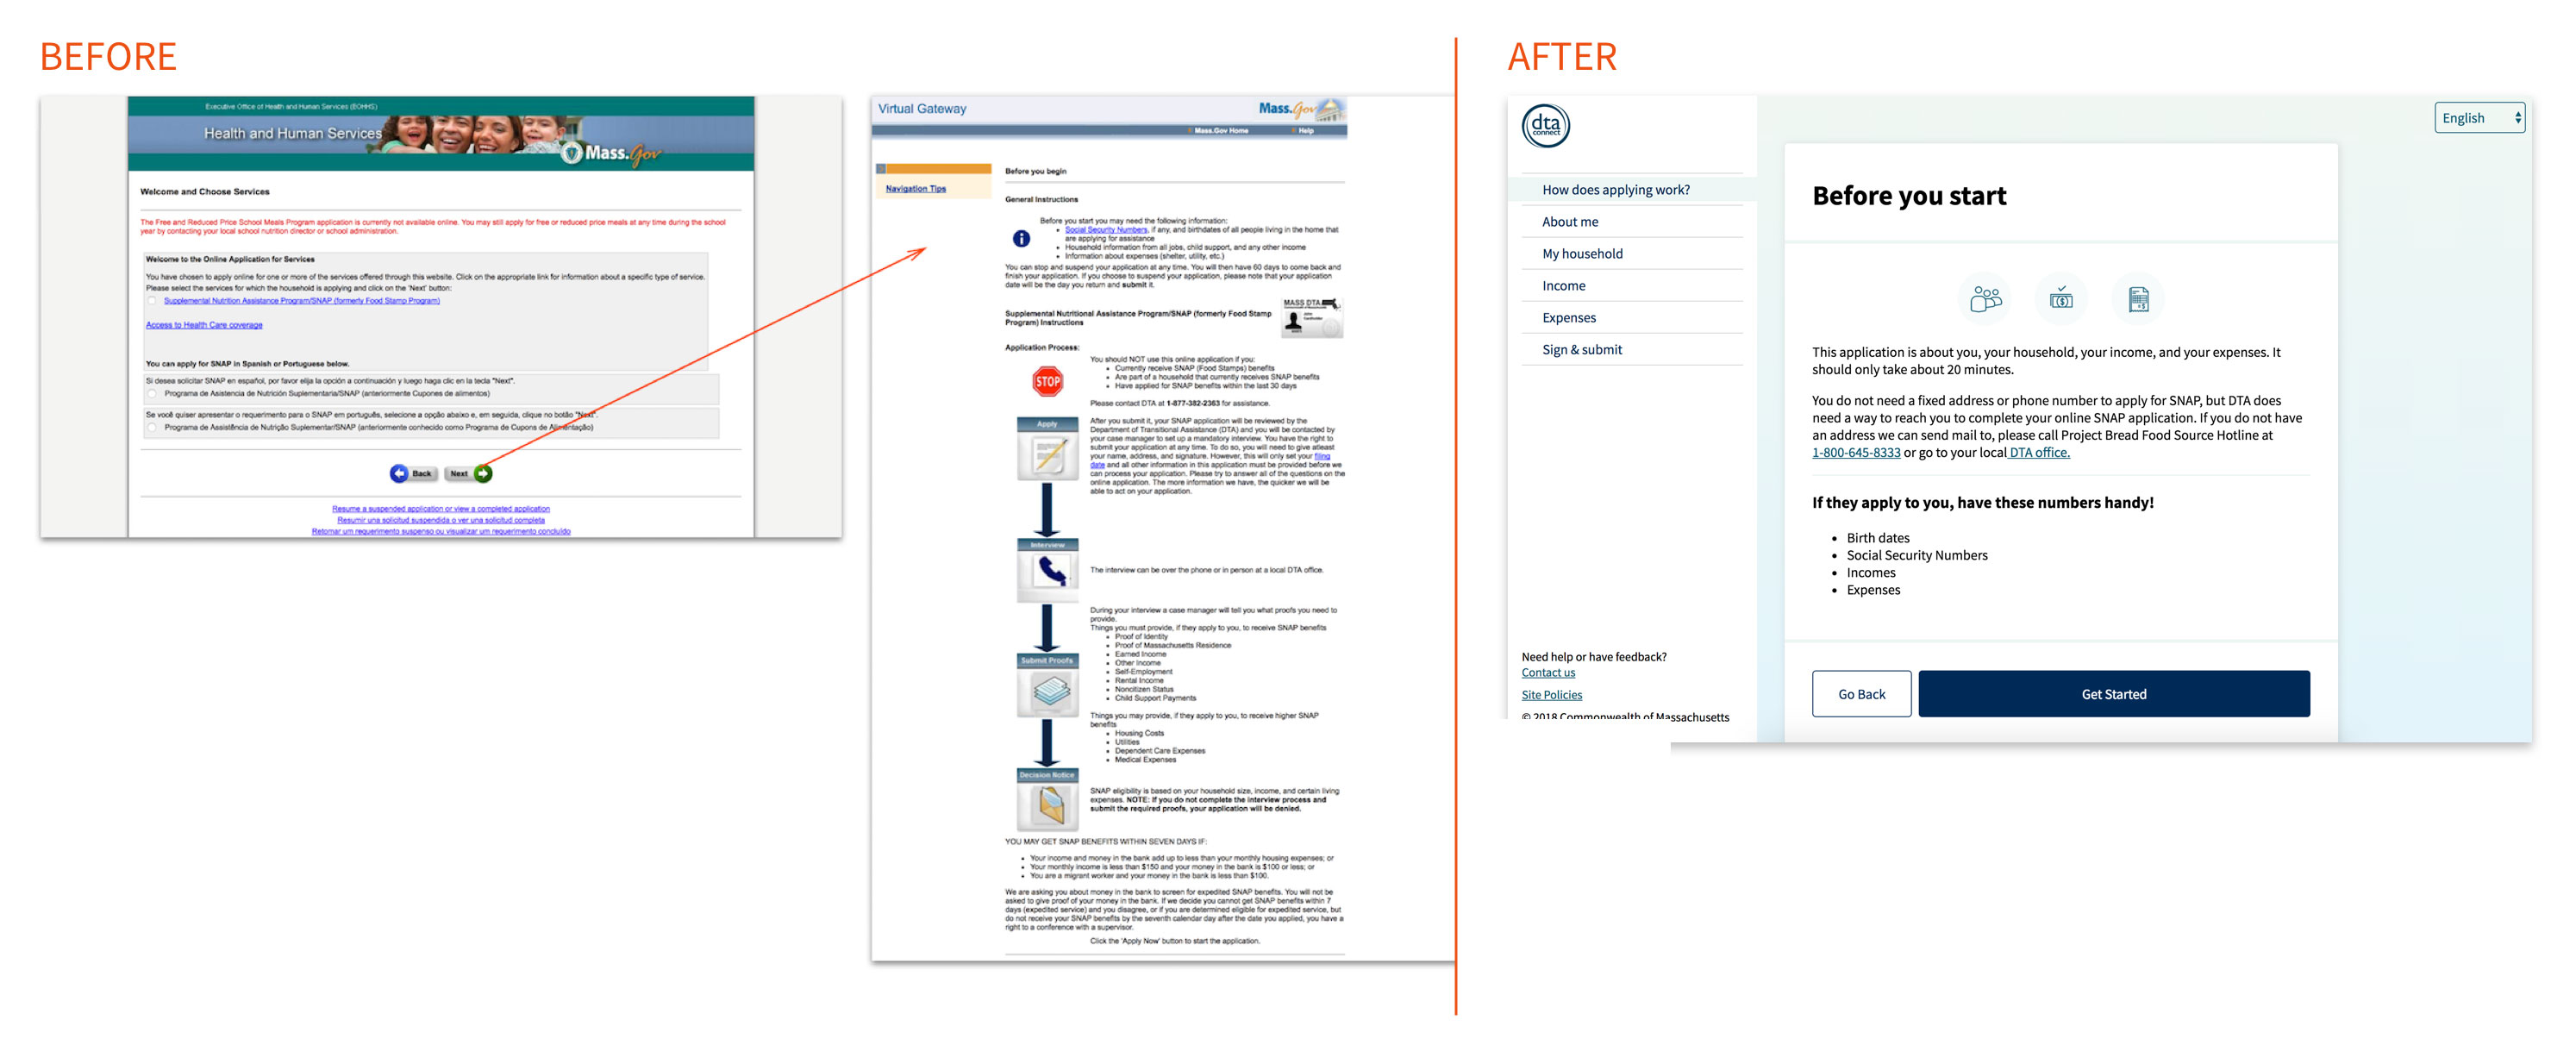 BEFORE
Executive Office of Health and Human Services (EOHHS)
Health and Human Services
Mass.Gov
Welcome and Choose Services
The Free and Reduced Price School Meals Program application is currently not available online. You may still apply for free or reduced price meals at any time during the school
year by contacting your local school nutrition director or school administration.
Welcome to the Online Application for Services
You have chosen to apply online for one or more of the services offered through this website. Click on the appropriate link for information about a specific type of service.
Please select the services for which the household is applying and click on the 'Next' button:
Supplemental Nutrition Assistance Program/SNAP (formerly Food Stamp Program)
Access to Health Care coverage
You can apply for SNAP in Spanish or Portuguese below.
Si desea solicitar SNAP en español, por favor elija la opción a continuación y luego haga clic en la tecla "Next".
Programa de Asistencia de Nutrición Suplementaria/SNAP (anteriormente Cupones de alimentos)
Se você quiser apresentar o requerimento para o SNAP em português, selecione a opção abaixo e, em seguida, clique no botão "Next".
Programa de Assistência de Nutrição Suplementar/SNAP (anteriormente conhecido como Programa de Cupons de Alimentação)
Back Next
Resume a suspended application or view a completed application
Resumir una solicitud suspendida o ver una solicitud completa
Retomar um requerimento suspenso ou visualizar um requerimento concluído
Virtual Gateway
Mass.Gov
Mass.Gov Home Help
Navigation Tips
Before you begin
General Instructions
Before you start you may need the following information:
• Social Security Numbers, if any, and birthdates of all people living in the home that
are applying for assistance
• Household information from all jobs, child support, and any other income
• Information about expenses (shelter, utility, etc.)
You can stop and suspend your application at any time. You will then have 60 days to come back and
finish your application. If you choose to suspend your application, please note that your application
date will be the day you return and submit it.
MASS DTA
Supplemental Nutritional Assistance Program/SNAP (formerly Food Stamp
Program) Instructions
Application Process:
STOP
You should NOT use this online application if you:
• Currently receive SNAP (Food Stamps) benefits
• Are part of a household that currently receives SNAP benefits
• Have applied for SNAP benefits within the last 30 days
Please contact DTA at 1-877-382-2363 for assistance.
Apply
After you submit it, your SNAP application will be reviewed by the
Department of Transitional Assistance (DTA) and you will be contacted by
your case manager to set up a mandatory interview. You have the right to
submit your application at any time. To do so, you will need to give atleast
your name, address, and signature. However, this will only set your filing
date and all other information in this application must be provided before we
can process your application. Please try to answer all of the questions on the
online application. The more information we have, the quicker we will be
able to act on your application.
Interview
The interview can be over the phone or in person at a local DTA office.
During your interview a case manager will tell you what proofs you need to
provide.
Things you must provide, if they apply to you, to receive SNAP benefits
• Proof of Identity
• Proof of Massachusetts Residence
• Earned Income
• Other Income
• Self-Employment
• Rental Income
• Noncitizen Status
• Child Support Payments
Submit Proofs
Things you may provide, if they apply to you, to receive higher SNAP
benefits
• Housing Costs
• Utilities
• Dependent Care Expenses
• Medical Expenses
Decision Notice
SNAP eligibility is based on your household size, income, and certain living
expenses. NOTE: If you do not complete the interview process and
submit the required proofs, your application will be denied.
YOU MAY GET SNAP BENEFITS WITHIN SEVEN DAYS IF:
• Your income and money in the bank add up to less than your monthly housing expenses; or
• Your monthly income is less than $150 and your money in the bank is $100 or less; or
• You are a migrant worker and your money in the bank is less than $100.
We are asking you about money in the bank to screen for expedited SNAP benefits. You will not be
asked to give proof of your money in the bank. If we decide you cannot get SNAP benefits within 7
days (expedited service) and you disagree, or if you are determined eligible for expedited service, but
do not receive your SNAP benefits by the seventh calendar day after the date you applied, you have a
right to a conference with a supervisor.
Click the 'Apply Now' button to start the application.
AFTER
dta
connect
English
How does applying work?
About me
My household
Income
Expenses
Sign & submit
Need help or have feedback?
Contact us
Site Policies
© 2018 Commonwealth of Massachusetts
Before you start
This application is about you, your household, your income, and your expenses. It
should only take about 20 minutes.
You do not need a fixed address or phone number to apply for SNAP, but DTA does
need a way to reach you to complete your online SNAP application. If you do not have
an address we can send mail to, please call Project Bread Food Source Hotline at
1-800-645-8333 or go to your local DTA office.
If they apply to you, have these numbers handy!
• Birth dates
• Social Security Numbers
• Incomes
• Expenses
Go Back Get Started